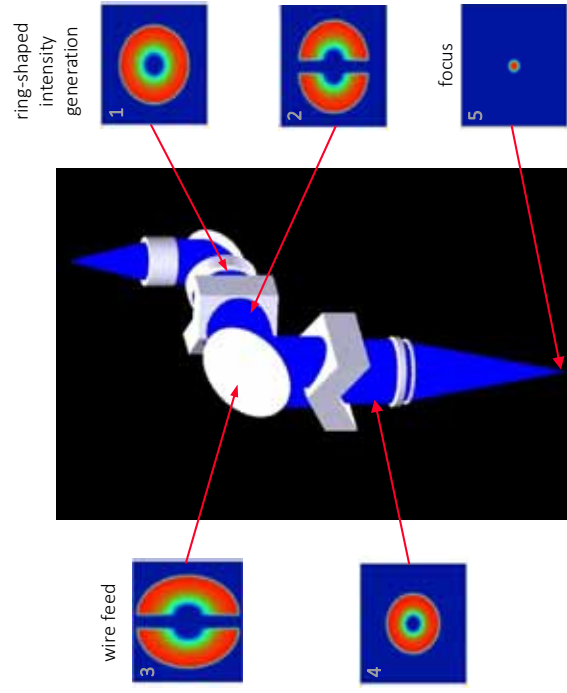 ring-shaped
intensity
generation
1
2
focus
5
wire feed
3
4